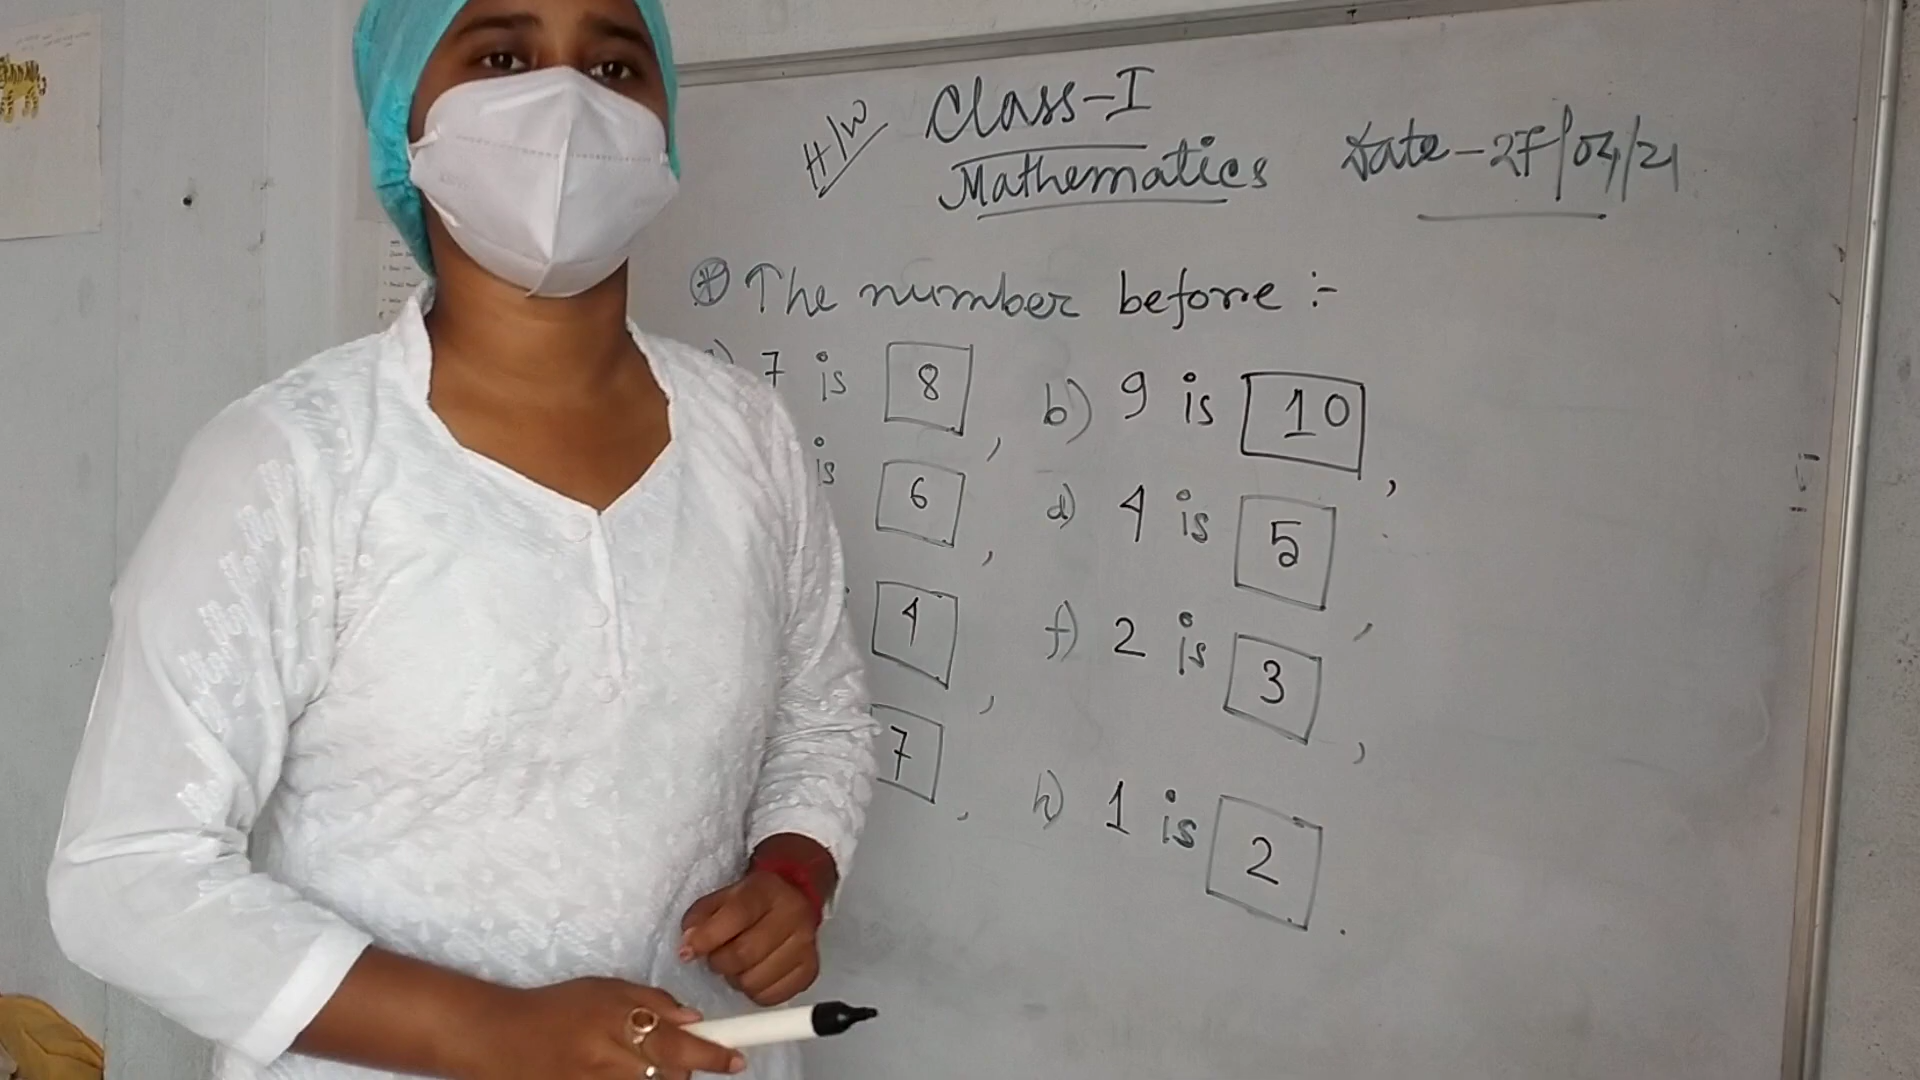 H/W Class-I
Mathematics Date-27/04/21
* The number before :-
a) 7 is 8, b) 9 is 10,
is 6, d) 4 is 5,
4, f) 2 is 3,
7, h) 1 is 2.